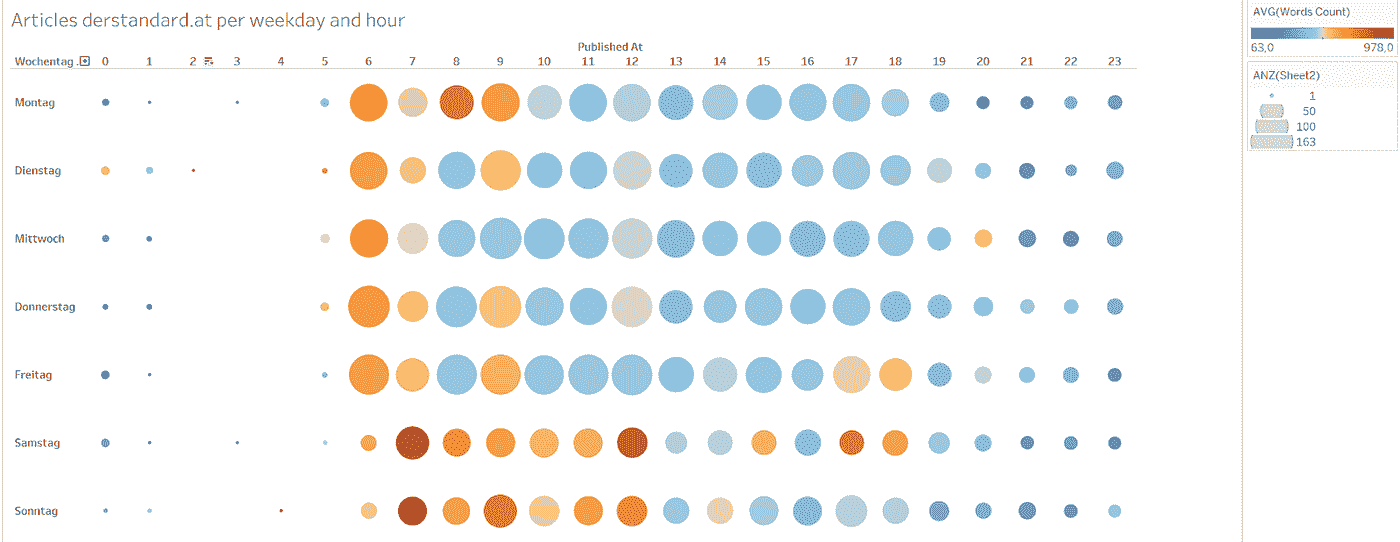 Articles derstandard.at per weekday and hour
Published At
Wochentag . 0 1 2 3 4 5 6 7 8 9 10 11 12 13 14 15 16 17 18 19 20 21 22 23
Montag
Dienstag
Mittwoch
Donnerstag
Freitag
Samstag
Sonntag
AVG(Words Count)
63,0 978,0
ANZ(Sheet2)
1
50
100
163